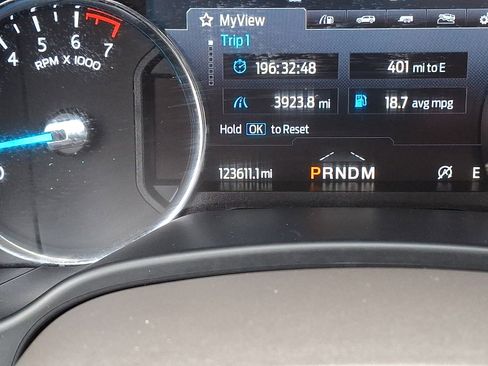 MyView
Trip 1
196:32:48
401 mi to E
3923.8 mi
18.7 avg mpg
Hold OK to Reset
123611.1 mi
PRNDM
E
4 5 6 7
RPM X 1000
0